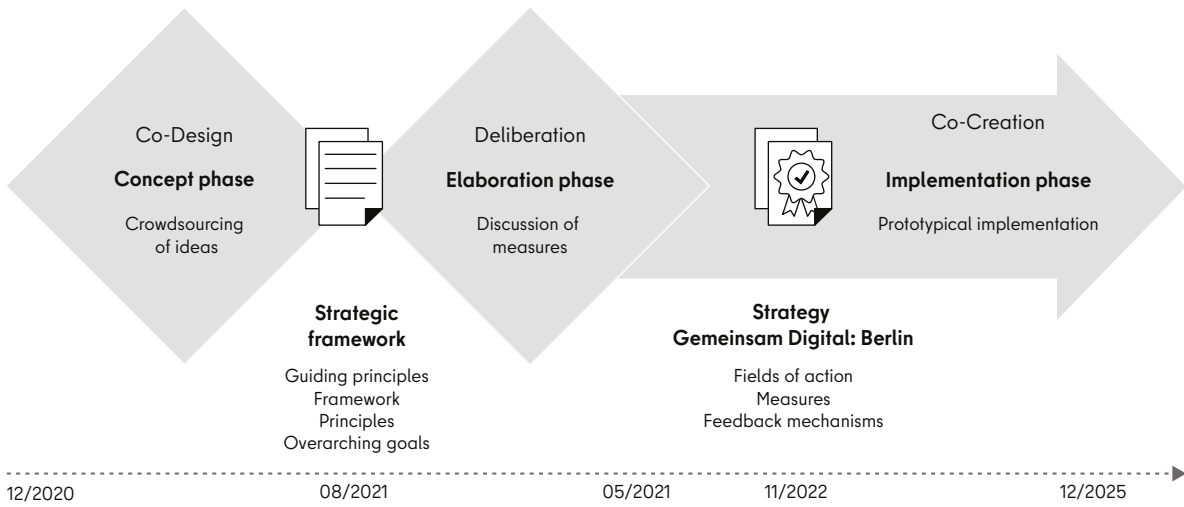 Co-Design
Concept phase
Crowdsourcing
of ideas
Deliberation
Elaboration phase
Discussion of
measures
Co-Creation
Implementation phase
Prototypical implementation
Strategic
framework
Guiding principles
Framework
Principles
Overarching goals
Strategy
Gemeinsam Digital: Berlin
Fields of action
Measures
Feedback mechanisms
12/2020
08/2021
05/2021
11/2022
12/2025